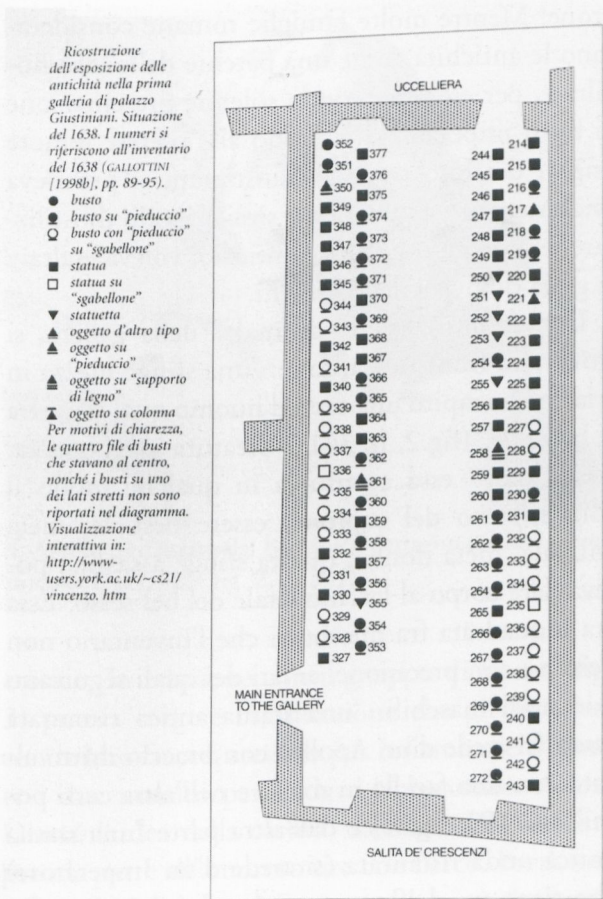 Ricostruzione
dell'esposizione delle
antichità nella prima
galleria di palazzo
Giustiniani. Situazione
del 1638. I numeri si
riferiscono all'inventario
del 1638 (GALLOTTINI
[1998b], pp. 89-95).
busto
busto su "pieduccio"
busto con "pieduccio"
su "sgabellone"
statua
statua su
"sgabellone"
statuetta
oggetto d'altro tipo
oggetto su
"pieduccio"
oggetto su "supporto
di legno"
oggetto su colonna
Per motivi di chiarezza,
le quattro file di busti
che stavano al centro,
nonché i busti su uno
dei lati stretti non sono
riportati nel diagramma.
Visualizzazione
interattiva in:
http://www-
users.york.ac.uk/~cs21/
vincenzo. htm
UCCELLIERA
352
351
350
349
348
347
346
345
344
343
342
341
340
339
338
337
336
335
334
333
332
331
330
329
328
327
377
376
375
374
373
372
371
370
369
368
367
366
365
364
363
362
361
360
359
358
357
356
355
354
353
244
245
246
247
248
249
250
251
252
253
254
255
256
257
258
259
260
261
262
263
264
265
266
267
268
269
270
271
272
214
215
216
217
218
219
220
221
222
223
224
225
226
227
228
229
230
231
232
233
234
235
236
237
238
239
240
241
242
243
MAIN ENTRANCE
TO THE GALLERY
SALITA DE' CRESCENZI